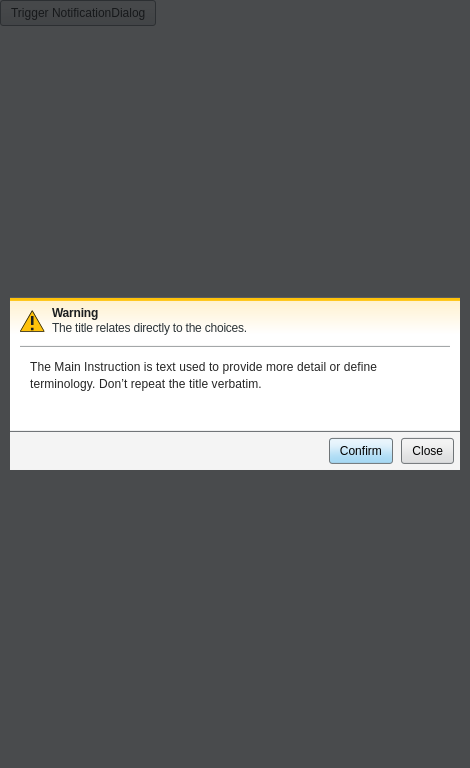 Trigger NotificationDialog
Warning
The title relates directly to the choices.
The Main Instruction is text used to provide more detail or define
terminology. Don’t repeat the title verbatim.
Confirm Close